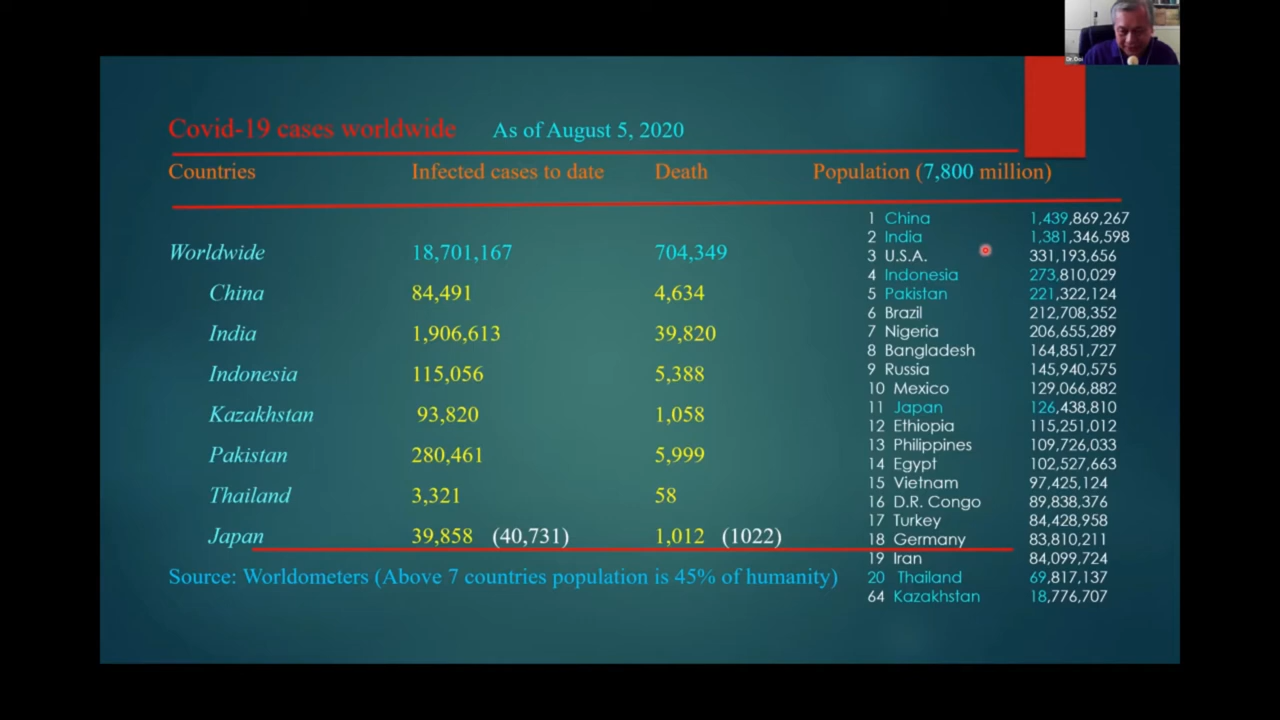 Covid-19 cases worldwide As of August 5, 2020
Countries Infected cases to date Death Population (7,800 million)
Worldwide 18,701,167 704,349
China 84,491 4,634
India 1,906,613 39,820
Indonesia 115,056 5,388
Kazakhstan 93,820 1,058
Pakistan 280,461 5,999
Thailand 3,321 58
Japan 39,858 (40,731) 1,012 (1022)
Source: Worldometers (Above 7 countries population is 45% of humanity)
1 China 1,439,869,267
2 India 1,381,346,598
3 U.S.A. 331,193,656
4 Indonesia 273,810,029
5 Pakistan 221,322,124
6 Brazil 212,708,352
7 Nigeria 206,655,289
8 Bangladesh 164,851,727
9 Russia 145,940,575
10 Mexico 129,066,882
11 Japan 126,438,810
12 Ethiopia 115,251,012
13 Philippines 109,726,033
14 Egypt 102,527,663
15 Vietnam 97,425,124
16 D.R. Congo 89,838,376
17 Turkey 84,428,958
18 Germany 83,810,211
19 Iran 84,099,724
20 Thailand 69,817,137
64 Kazakhstan 18,776,707